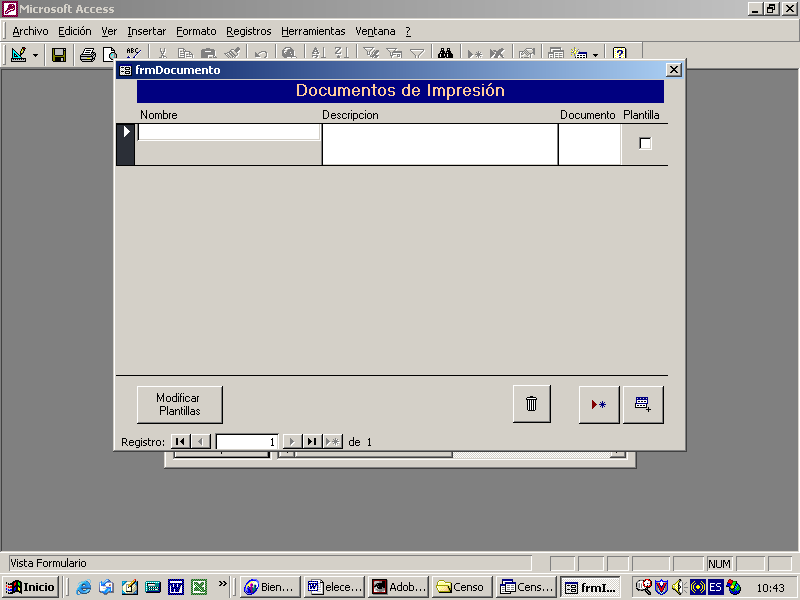 Microsoft Access
Archivo Edición Ver Insertar Formato Registros Herramientas Ventana ?
ABC
frmDocumento
Documentos de Impresión
Nombre Descripcion Documento Plantilla
Modificar
Plantillas
Registro: 1 de 1
Vista Formulario
NUM
Inicio » Bien... elece... Adob... Censo Cens... frmI... ES 10:43